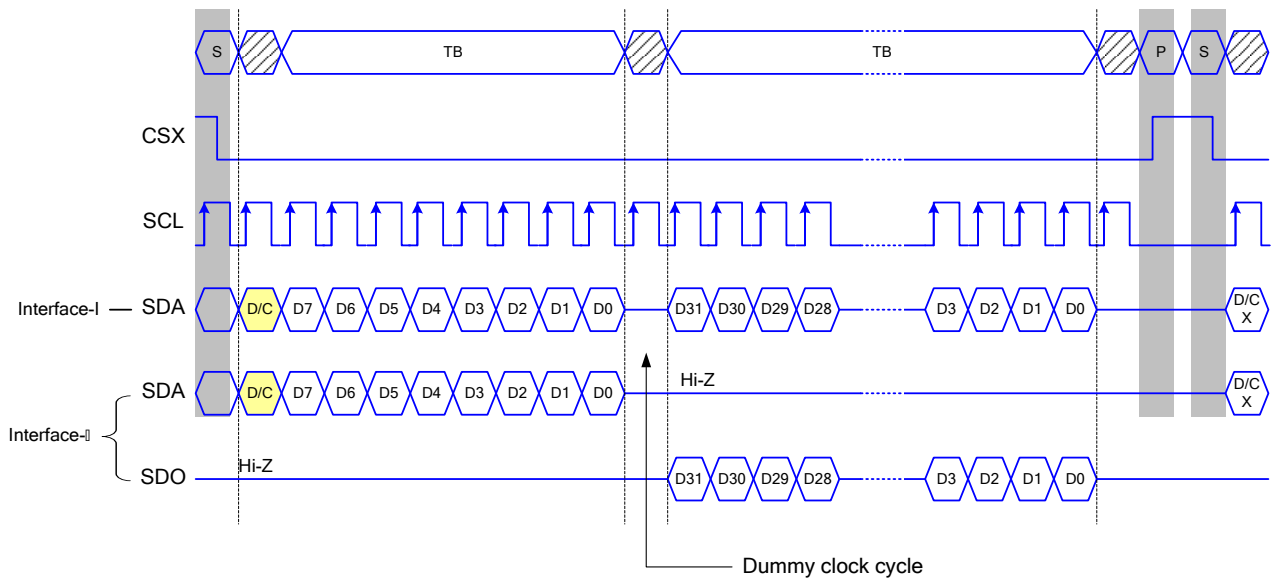 S TB TB P S
CSX
SCL
Interface-I SDA D/C D7 D6 D5 D4 D3 D2 D1 D0 D31 D30 D29 D28 D3 D2 D1 D0 D/C X
SDA D/C D7 D6 D5 D4 D3 D2 D1 D0 Hi-Z D/C X
Interface-▯
SDO Hi-Z D31 D30 D29 D28 D3 D2 D1 D0
Dummy clock cycle